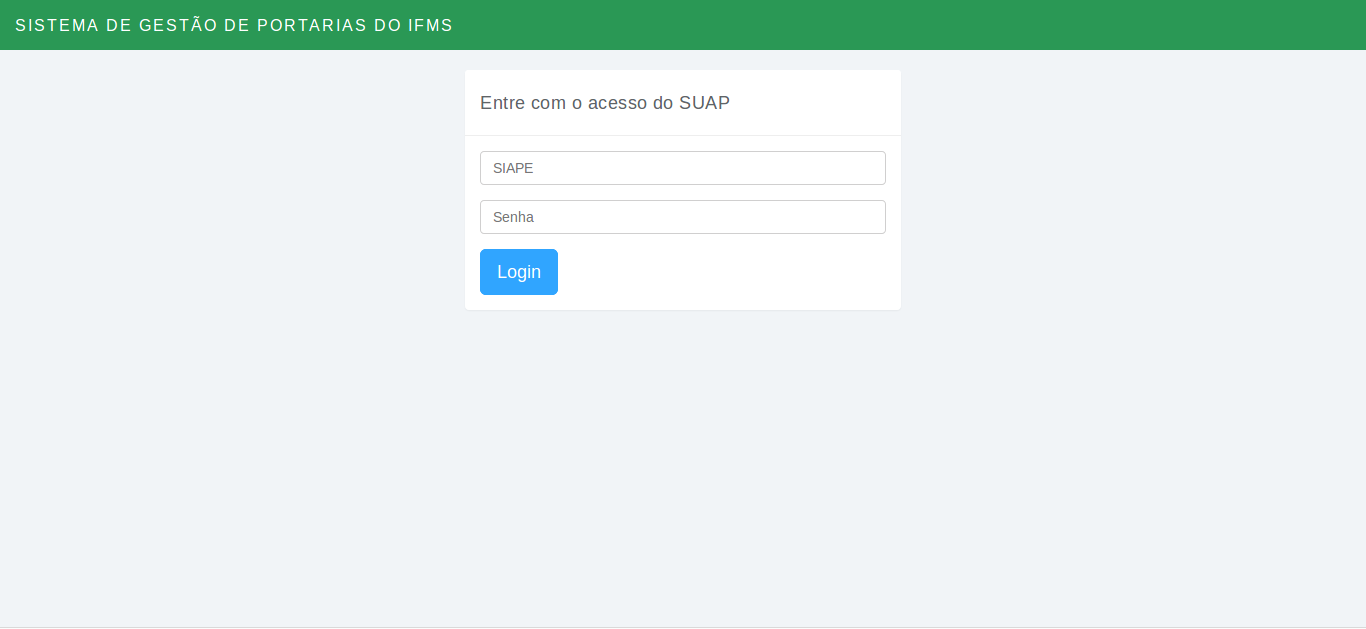 SISTEMA DE GESTÃO DE PORTARIAS DO IFMS
Entre com o acesso do SUAP
SIAPE
Senha
Login